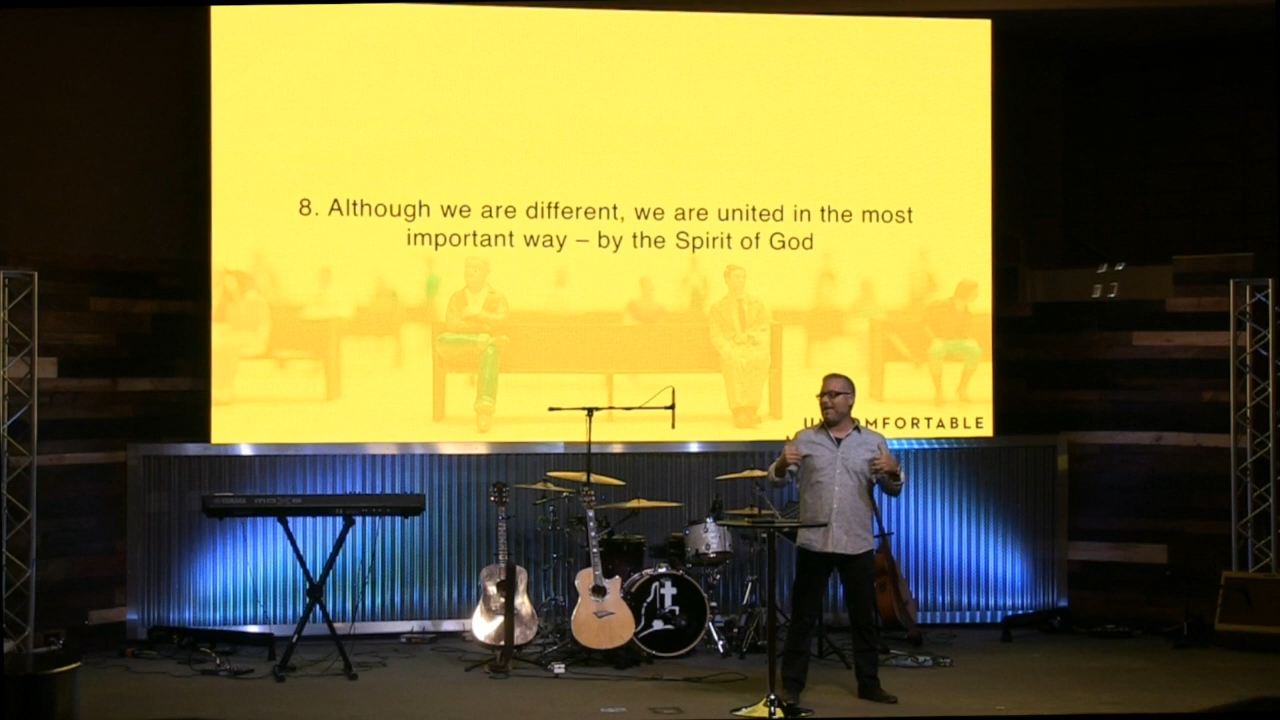 8. Although we are different, we are united in the most
important way – by the Spirit of God